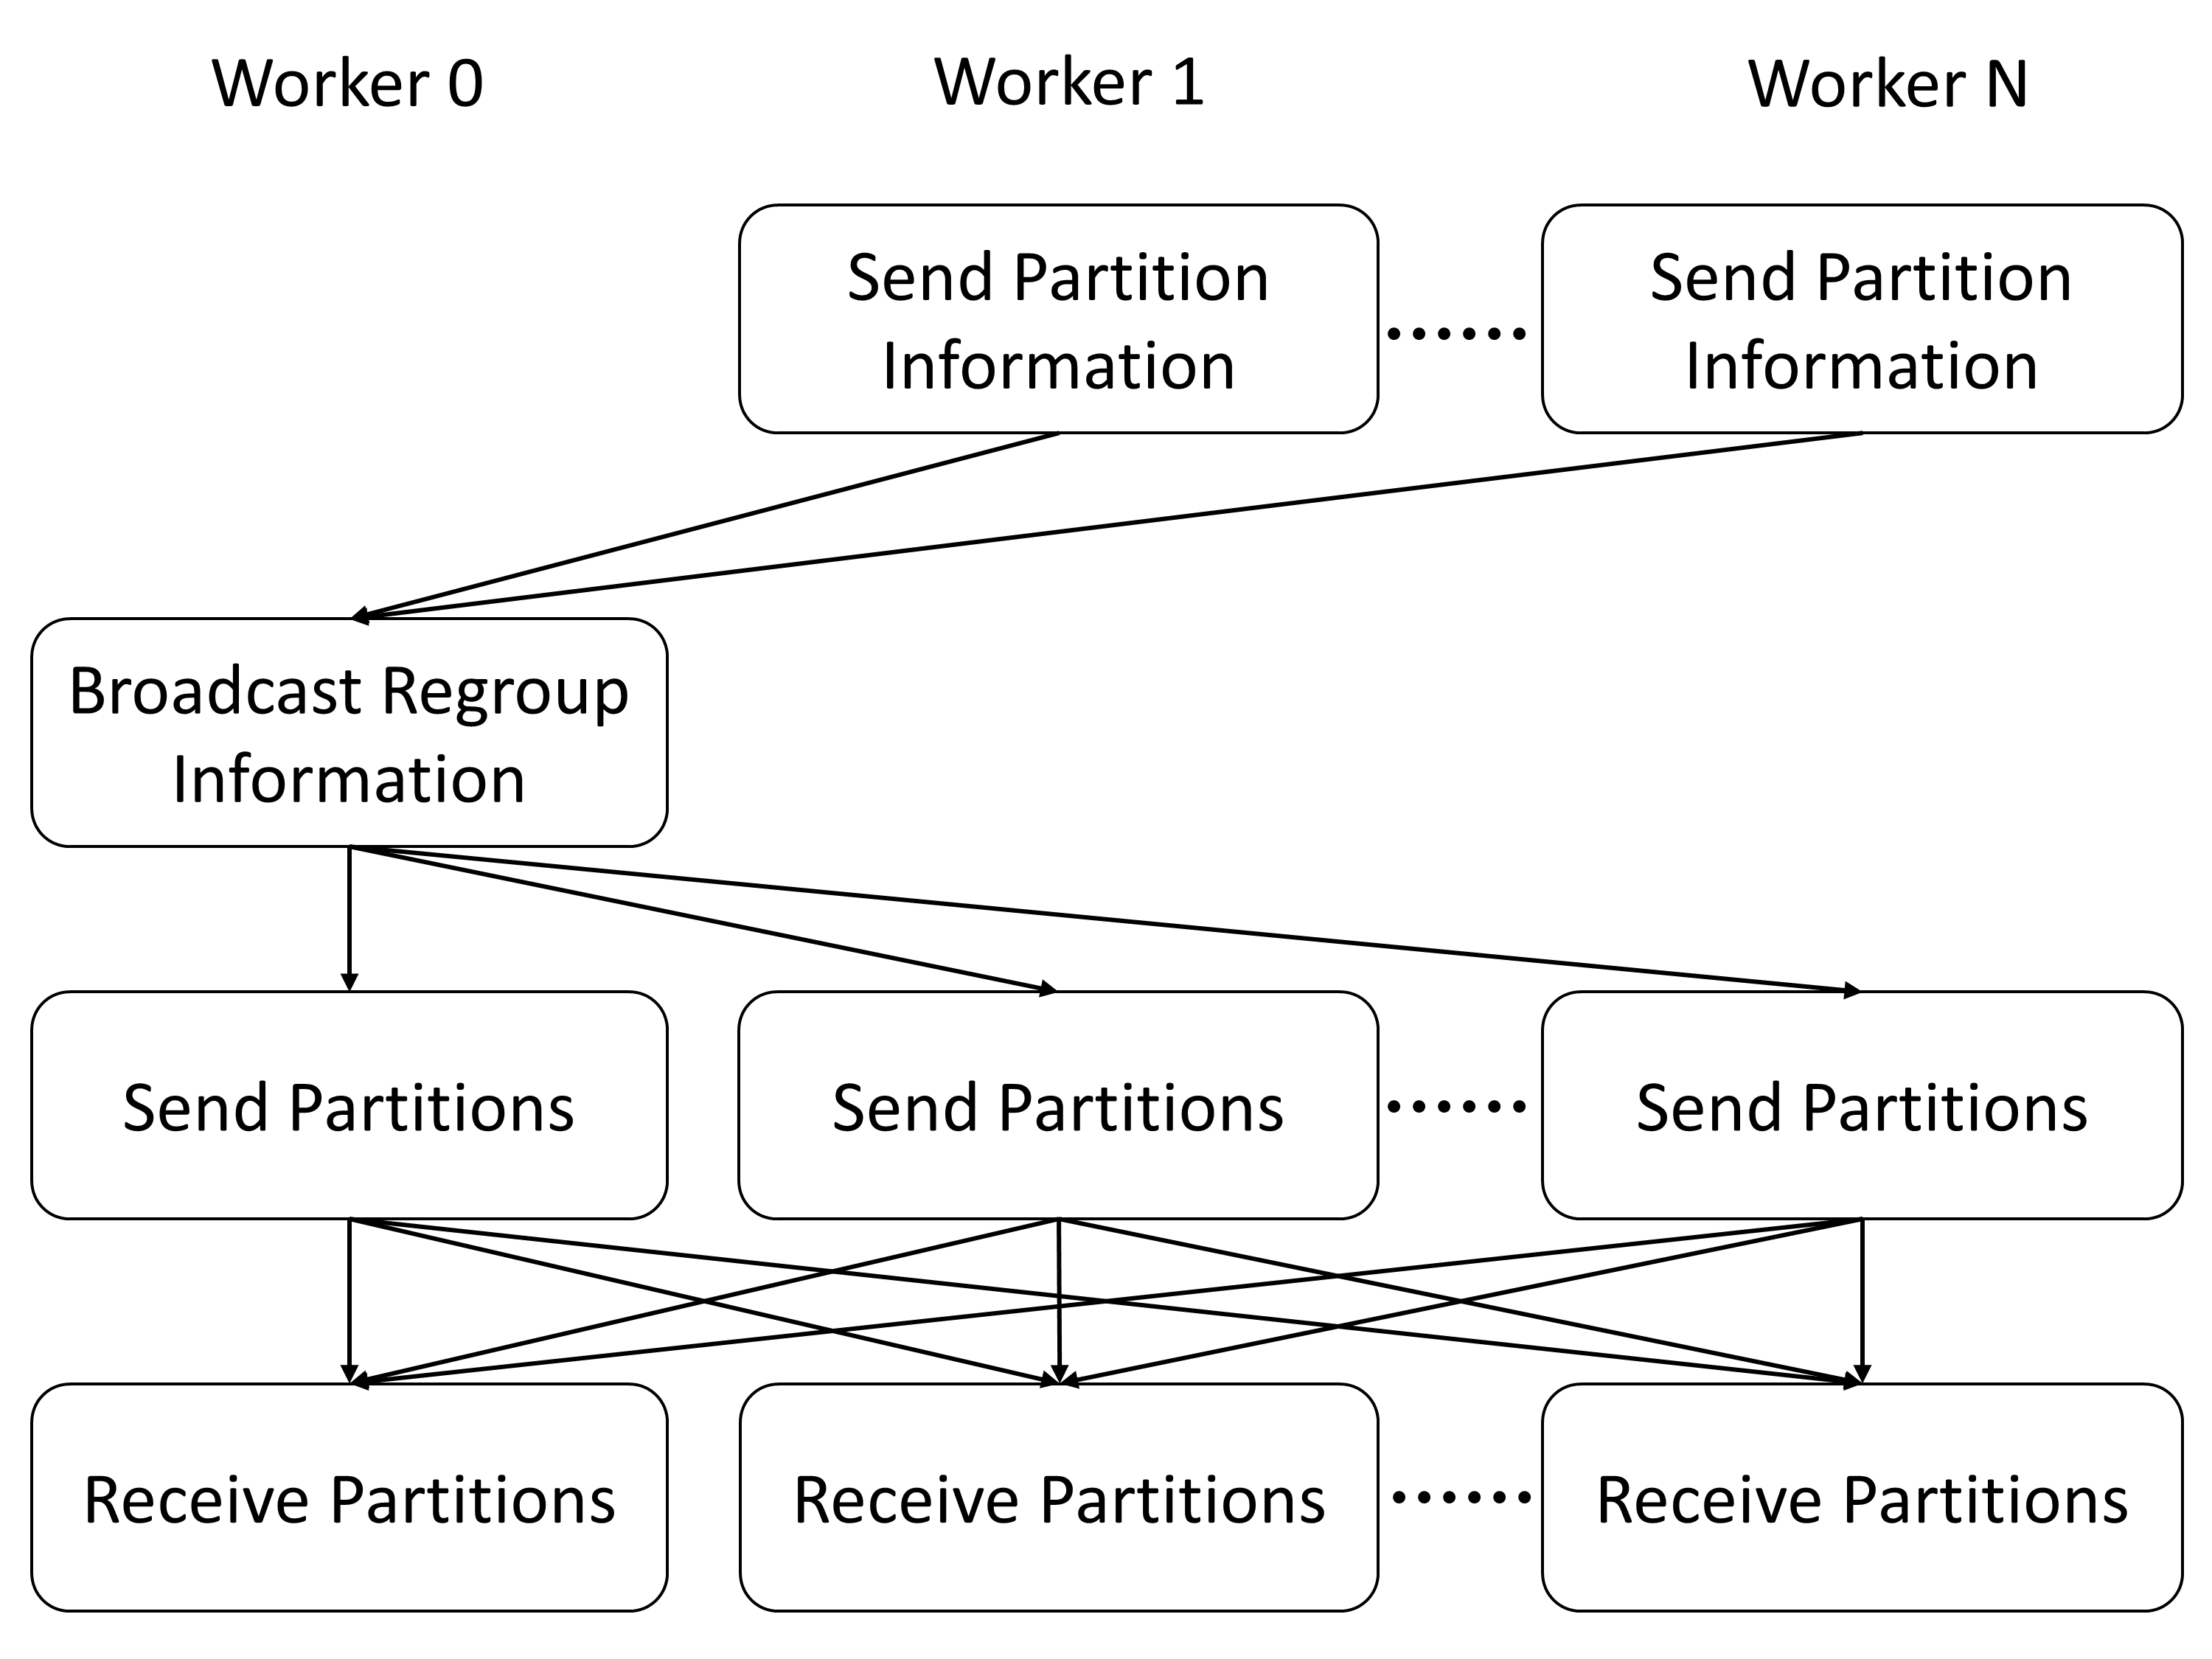 Worker 0
Worker 1
Worker N
Send Partition
Information
Send Partition
Information
Broadcast Regroup
Information
Send Partitions
Send Partitions
Send Partitions
Receive Partitions
Receive Partitions
Receive Partitions